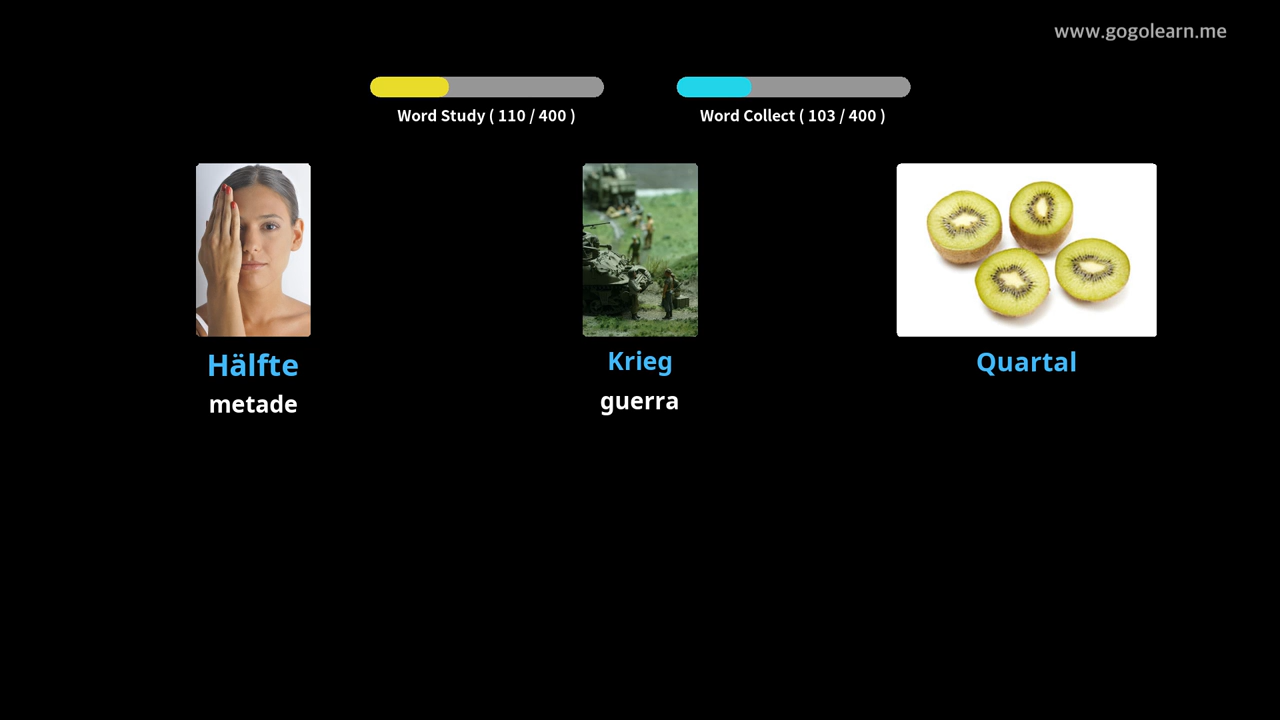 www.gogolearn.me
Word Study ( 110 / 400 )
Word Collect ( 103 / 400 )
Hälfte
metade
Krieg
guerra
Quartal